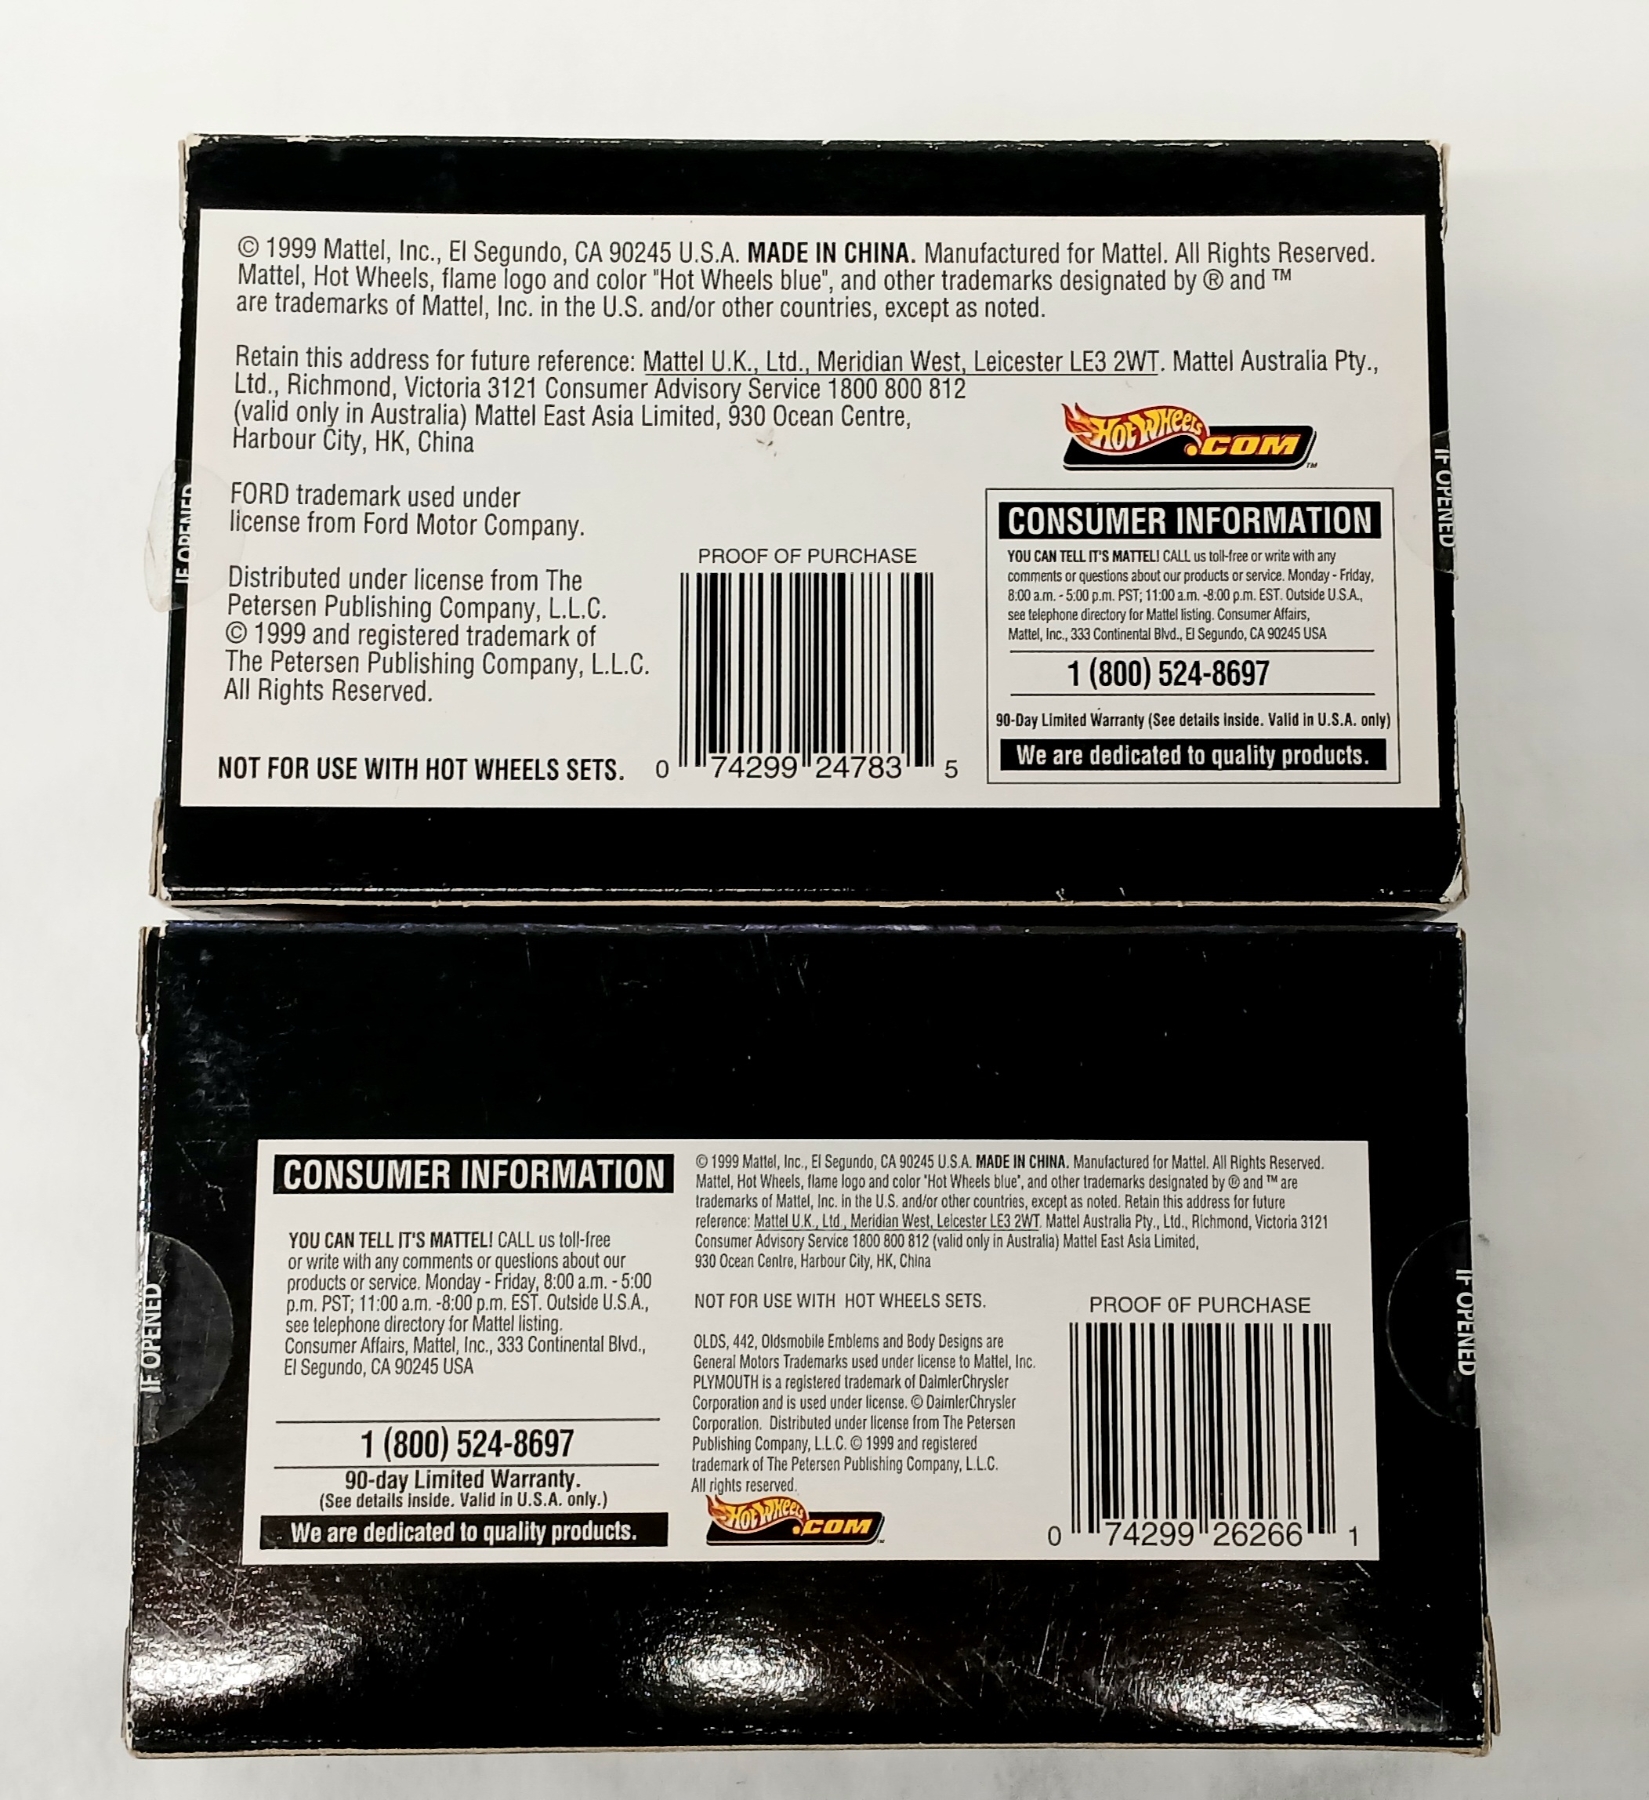 © 1999 Mattel, Inc., El Segundo, CA 90245 U.S.A. MADE IN CHINA. Manufactured for Mattel. All Rights Reserved.
Mattel, Hot Wheels, flame logo and color "Hot Wheels blue", and other trademarks designated by ® and ™
are trademarks of Mattel, Inc. in the U.S. and/or other countries, except as noted.
Retain this address for future reference: Mattel U.K., Ltd., Meridian West, Leicester LE3 2WT. Mattel Australia Pty.,
Ltd., Richmond, Victoria 3121 Consumer Advisory Service 1800 800 812
(valid only in Australia) Mattel East Asia Limited, 930 Ocean Centre,
Harbour City, HK, China
FORD trademark used under
license from Ford Motor Company.
Distributed under license from The
Petersen Publishing Company, L.L.C.
© 1999 and registered trademark of
The Petersen Publishing Company, L.L.C.
All Rights Reserved.
NOT FOR USE WITH HOT WHEELS SETS.
PROOF OF PURCHASE
0 74299 24783 5
Hot Wheels.COM™
CONSUMER INFORMATION
YOU CAN TELL IT'S MATTEL! CALL us toll-free or write with any
comments or questions about our products or service. Monday - Friday,
8:00 a.m. - 5:00 p.m. PST; 11:00 a.m. -8:00 p.m. EST. Outside U.S.A.,
see telephone directory for Mattel listing. Consumer Affairs,
Mattel, Inc., 333 Continental Blvd., El Segundo, CA 90245 USA
1 (800) 524-8697
90-Day Limited Warranty (See details inside. Valid in U.S.A. only)
We are dedicated to quality products.
IF OPENED
IF OPENED
CONSUMER INFORMATION
YOU CAN TELL IT'S MATTEL! CALL us toll-free
or write with any comments or questions about our
products or service. Monday - Friday, 8:00 a.m. - 5:00
p.m. PST; 11:00 a.m. -8:00 p.m. EST. Outside U.S.A.,
see telephone directory for Mattel listing.
Consumer Affairs, Mattel, Inc., 333 Continental Blvd.,
El Segundo, CA 90245 USA
1 (800) 524-8697
90-day Limited Warranty.
(See details inside. Valid in U.S.A. only.)
We are dedicated to quality products.
© 1999 Mattel, Inc., El Segundo, CA 90245 U.S.A. MADE IN CHINA. Manufactured for Mattel. All Rights Reserved.
Mattel, Hot Wheels, flame logo and color "Hot Wheels blue", and other trademarks designated by ® and ™ are
trademarks of Mattel, Inc. in the U.S. and/or other countries, except as noted. Retain this address for future
reference: Mattel U.K., Ltd., Meridian West, Leicester LE3 2WT. Mattel Australia Pty., Ltd., Richmond, Victoria 3121
Consumer Advisory Service 1800 800 812 (valid only in Australia) Mattel East Asia Limited,
930 Ocean Centre, Harbour City, HK, China
NOT FOR USE WITH HOT WHEELS SETS.
OLDS, 442, Oldsmobile Emblems and Body Designs are
General Motors Trademarks used under license to Mattel, Inc.
PLYMOUTH is a registered trademark of DaimlerChrysler
Corporation and is used under license. © DaimlerChrysler
Corporation. Distributed under license from The Petersen
Publishing Company, L.L.C. © 1999 and registered
trademark of The Petersen Publishing Company, L.L.C.
All rights reserved.
Hot Wheels.COM™
PROOF OF PURCHASE
0 74299 26266 1
IF OPENED
IF OPENED